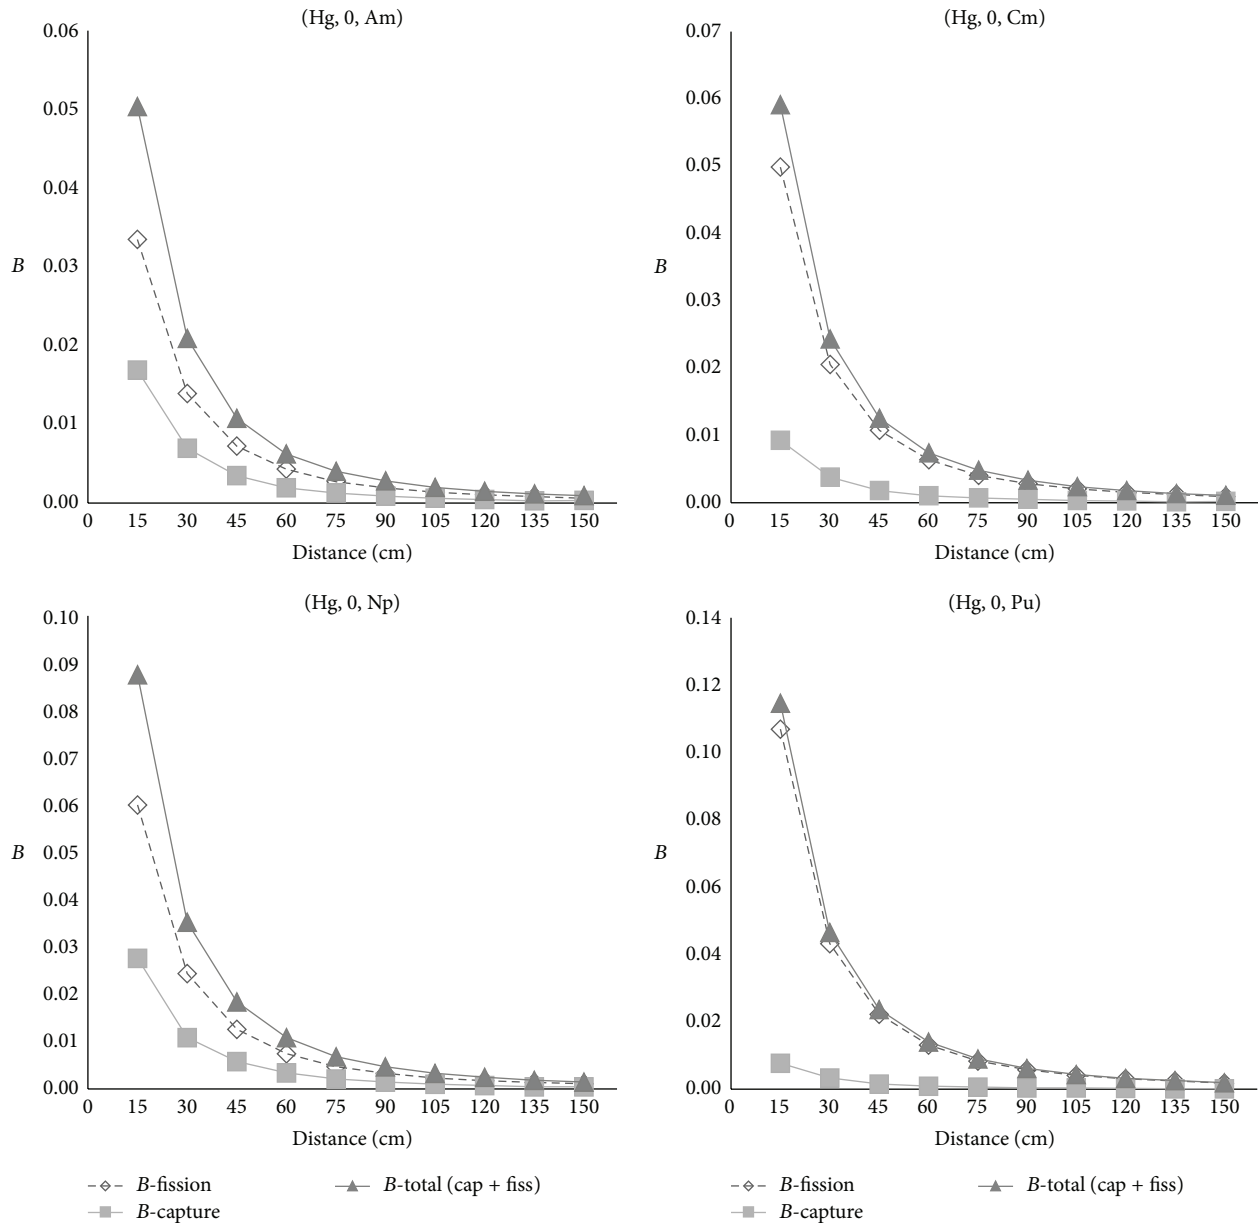 (Hg, 0, Am)
0.06
0.05
0.04
0.03
0.02
0.01
0.00
B
0 15 30 45 60 75 90 105 120 135 150
Distance (cm)
(Hg, 0, Cm)
0.07
0.06
0.05
0.04
0.03
0.02
0.01
0.00
B
0 15 30 45 60 75 90 105 120 135 150
Distance (cm)
(Hg, 0, Np)
0.10
0.09
0.08
0.07
0.06
0.05
0.04
0.03
0.02
0.01
0.00
B
0 15 30 45 60 75 90 105 120 135 150
Distance (cm)
B-fission
B-capture
B-total (cap + fiss)
(Hg, 0, Pu)
0.14
0.12
0.10
0.08
0.06
0.04
0.02
0.00
B
0 15 30 45 60 75 90 105 120 135 150
Distance (cm)
B-fission
B-capture
B-total (cap + fiss)